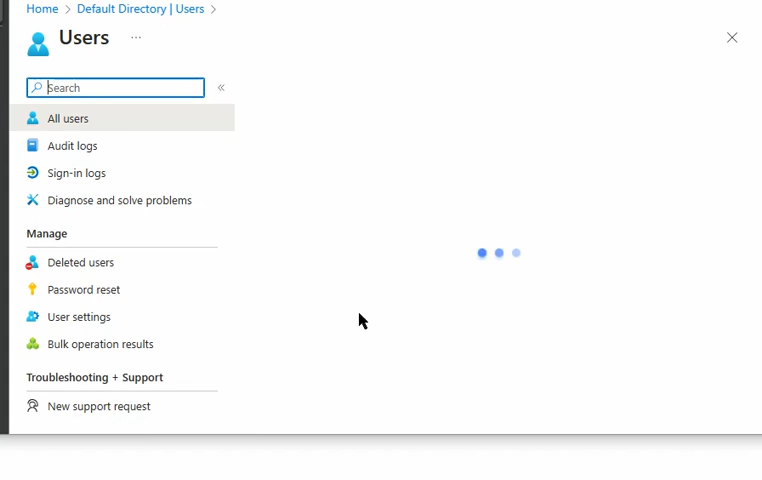 Home > Default Directory | Users >
Users ...
Search «
All users
Audit logs
Sign-in logs
Diagnose and solve problems
Manage
Deleted users
Password reset
User settings
Bulk operation results
Troubleshooting + Support
New support request